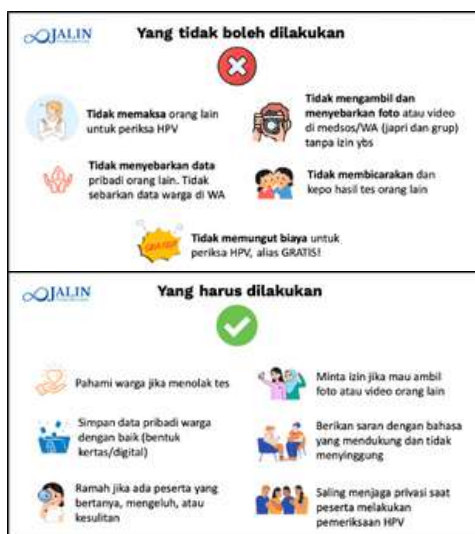 JALIN
Yang tidak boleh dilakukan
Tidak memaksa orang lain
untuk periksa HPV
Tidak mengambil dan
menyebarkan foto atau video
di medsos/WA (japri dan grup)
tanpa izin ybs
Tidak menyebarkan data
pribadi orang lain. Tidak
sebarkan data warga di WA
Tidak membicarakan dan
kepo hasil tes orang lain
GRATIS!
Tidak memungut biaya untuk
periksa HPV, alias GRATIS!
JALIN
Yang harus dilakukan
Pahami warga jika menolak tes
Minta izin jika mau ambil
foto atau video orang lain
Simpan data pribadi warga
dengan baik (bentuk
kertas/digital)
Berikan saran dengan bahasa
yang mendukung dan tidak
menyinggung
Ramah jika ada peserta yang
bertanya, mengeluh, atau
kesulitan
Saling menjaga privasi saat
peserta melakukan
pemeriksaan HPV